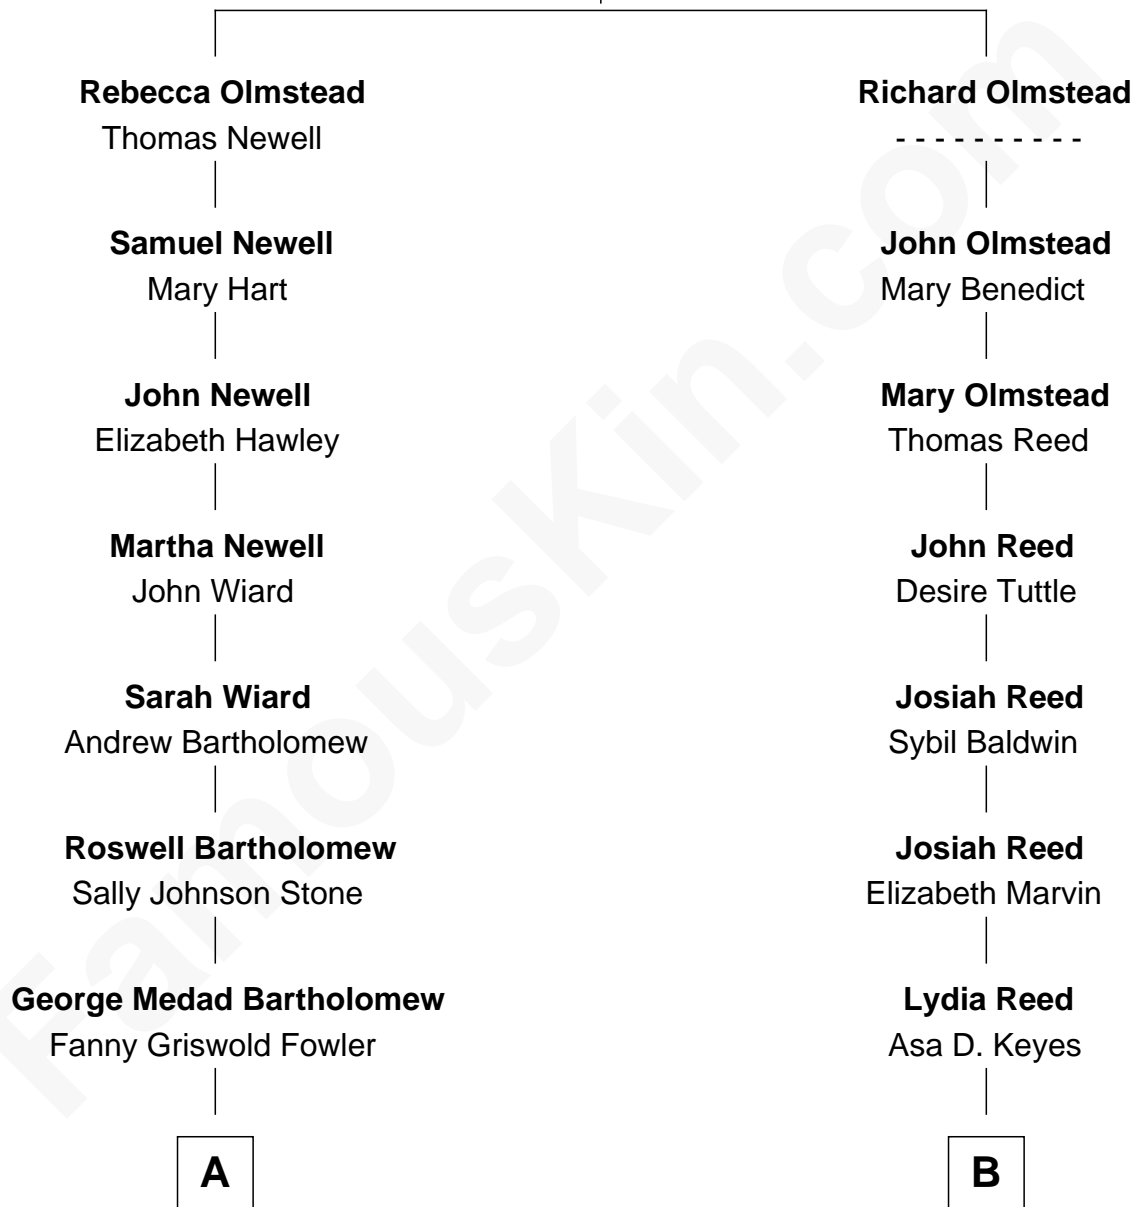 Rebecca Olmstead
Thomas Newell
Samuel Newell
Mary Hart
John Newell
Elizabeth Hawley
Martha Newell
John Wiard
Sarah Wiard
Andrew Bartholomew
Roswell Bartholomew
Sally Johnson Stone
George Medad Bartholomew
Fanny Griswold Fowler
A
Richard Olmstead
- - - - - - - - - -
John Olmstead
Mary Benedict
Mary Olmstead
Thomas Reed
John Reed
Desire Tuttle
Josiah Reed
Sybil Baldwin
Josiah Reed
Elizabeth Marvin
Lydia Reed
Asa D. Keyes
B
FamousKin.com